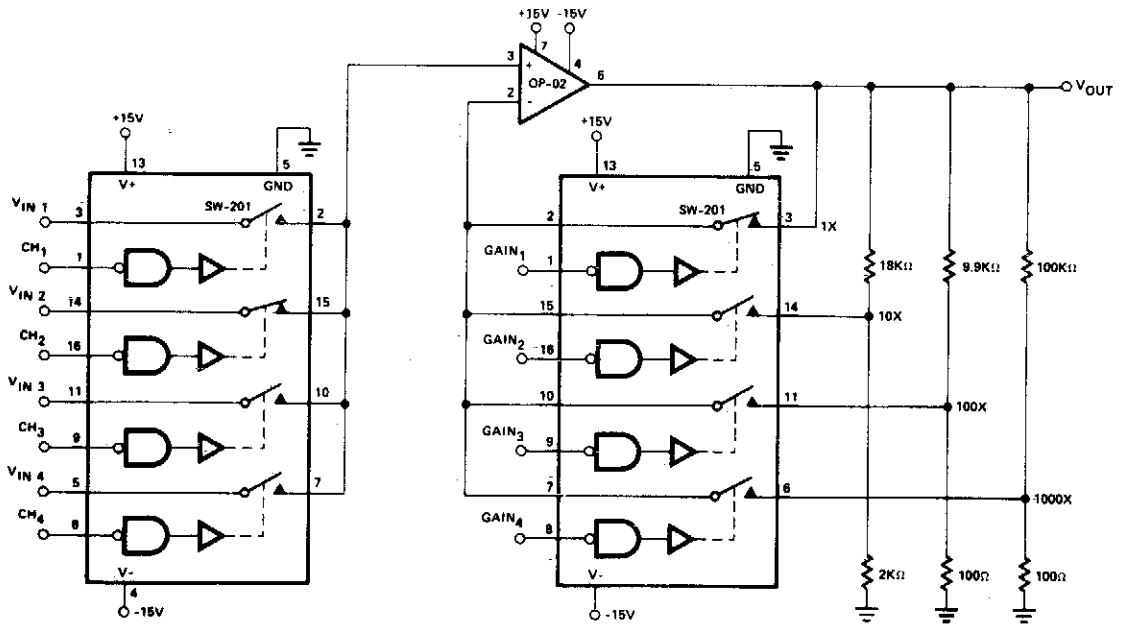 +15V
-15V
7
4
3
+
OP-02
6
2
-
V_OUT
+15V
5
13
V+
GND
V_IN 1
3
SW-201
2
CH_1
1
V_IN 2
14
15
CH_2
16
V_IN 3
11
10
CH_3
9
V_IN 4
5
7
CH_4
8
V-
4
-15V
+15V
5
13
V+
GND
2
SW-201
3
1X
GAIN_1
1
15
14
10X
GAIN_2
16
10
11
100X
GAIN_3
9
7
6
1000X
GAIN_4
8
V-
-15V
18KΩ
9.9KΩ
100KΩ
2KΩ
100Ω
100Ω